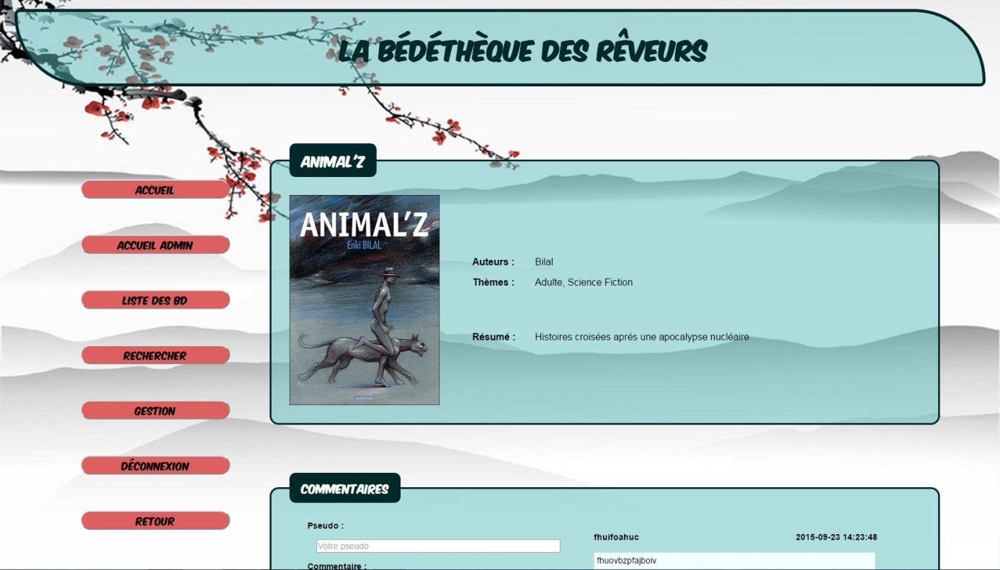 LA BÉDÉTHÈQUE DES RÊVEURS
ANIMAL'Z
ACCUEIL
ACCUEIL ADMIN
LISTE DES BD
RECHERCHER
GESTION
DÉCONNEXION
RETOUR
ANIMAL'Z
Enki BILAL
Auteurs : Bilal
Thèmes : Adulte, Science Fiction
Résumé : Histoires croisées aprés une apocalypse nucléaire
COMMENTAIRES
Pseudo :
Votre pseudo
Commentaire :
fhuifoahuc 2015-09-23 14:23:48
fhuovbzpfajboiv